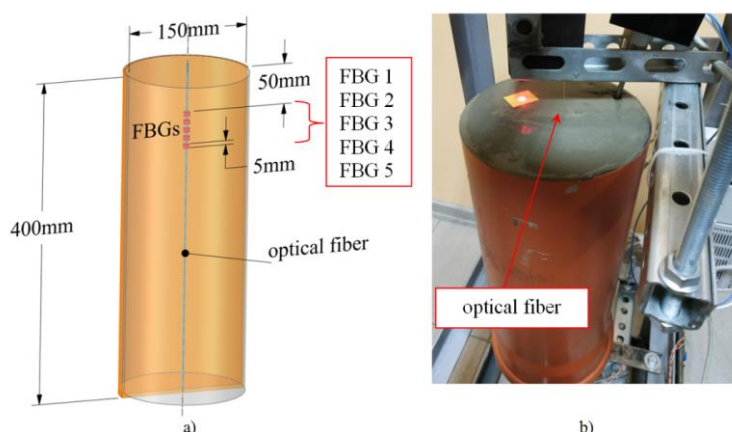 150mm
50mm
FBG 1
FBG 2
FBG 3
FBG 4
FBG 5
FBGs
5mm
400mm
optical fiber
optical fiber
a)
b)